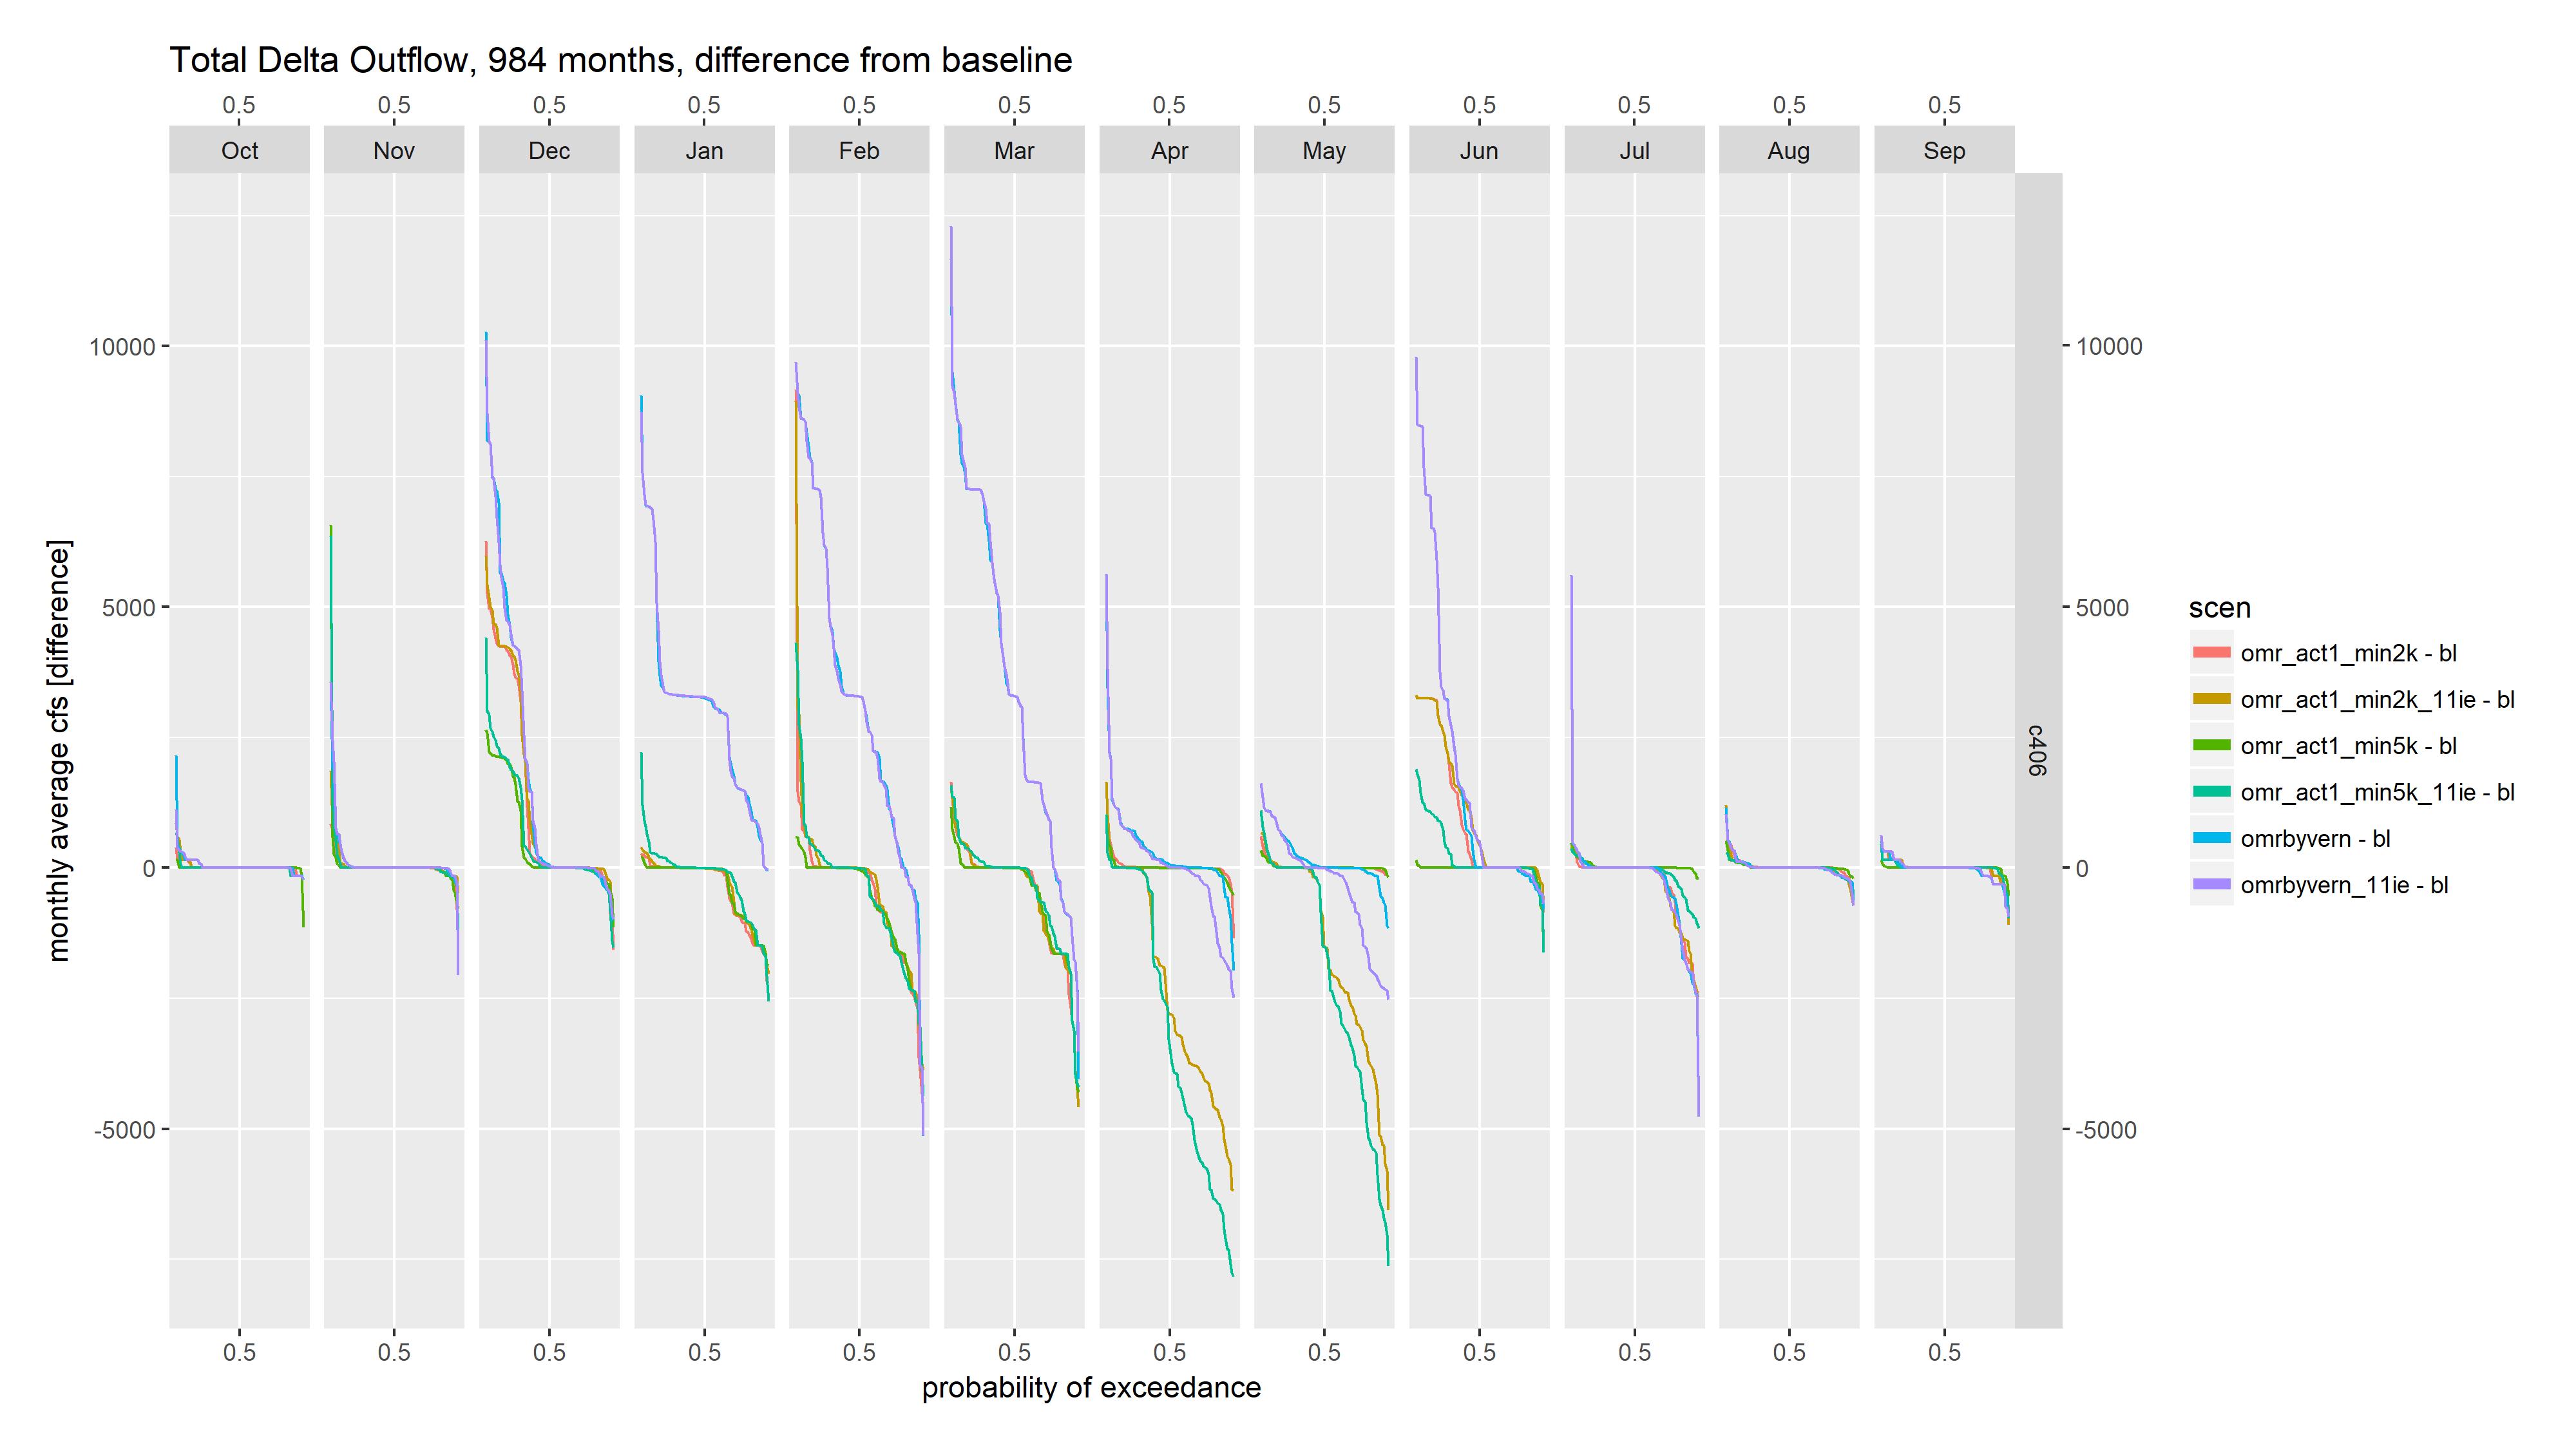 Total Delta Outflow, 984 months, difference from baseline
0.5 0.5 0.5 0.5 0.5 0.5 0.5 0.5 0.5 0.5 0.5 0.5
Oct Nov Dec Jan Feb Mar Apr May Jun Jul Aug Sep
10000
5000
0
-5000
monthly average cfs [difference]
10000
5000
0
-5000
c406
0.5 0.5 0.5 0.5 0.5 0.5 0.5 0.5 0.5 0.5 0.5 0.5
probability of exceedance
scen
omr_act1_min2k - bl
omr_act1_min2k_11ie - bl
omr_act1_min5k - bl
omr_act1_min5k_11ie - bl
omrbyvern - bl
omrbyvern_11ie - bl